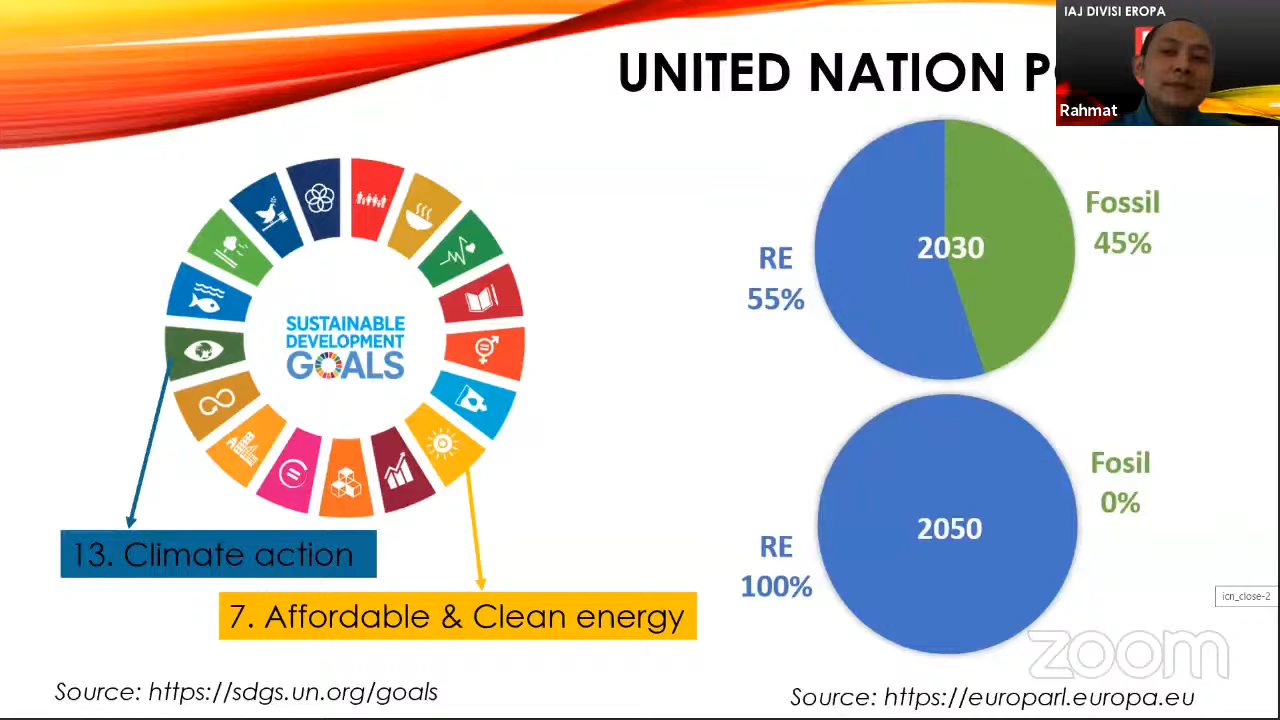 IAJ DIVISI EROPA
UNITED NATION
Rahmat
SUSTAINABLE
DEVELOPMENT
GOALS
13. Climate action
7. Affordable & Clean energy
Source: https://sdgs.un.org/goals
2030
Fossil
45%
RE
55%
2050
Fosil
0%
RE
100%
icn_close-2
zoom
Source: https://europarl.europa.eu